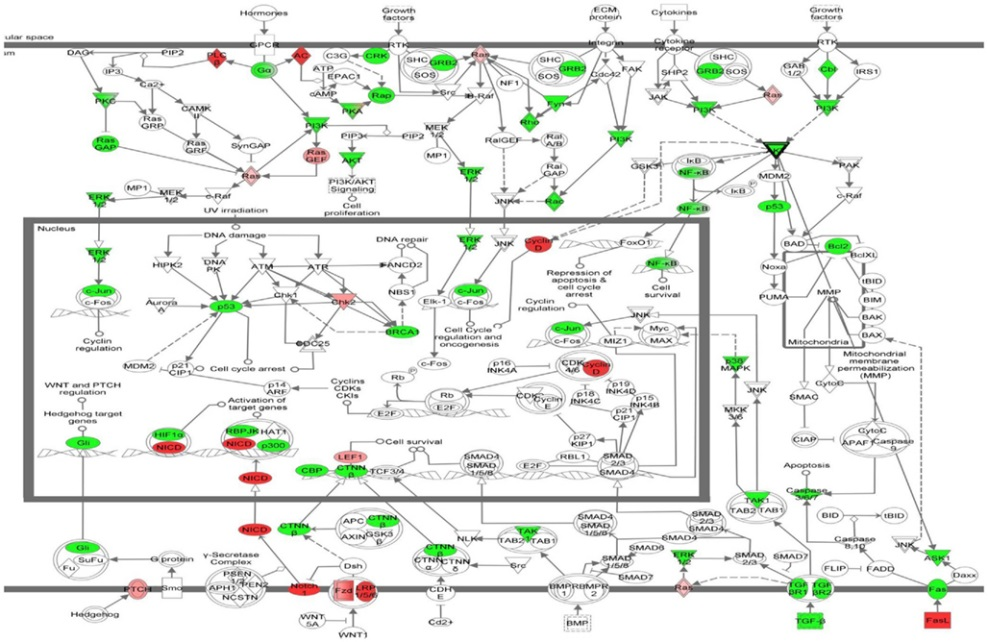 Hormones
Growth
factors
ECM
protein
Cytokines
Growth
factors
cular space
GPCR
RTK
Integrin
Cytokine
receptor
RTK
DAG
PIP2
PLC
β
Gα
AC
C3G
CRK
SHC
GRB2
SOS
Ras
SHC
GRB2
SOS
Cdc42
FAK
SHP2
JAK
SHC
GRB2
SOS
GAB
1/2
Cbl
IRS1
IP3
Ca2+
ATP
cAMP
EPAC1
Rap
PKA
Src
B-Raf
NF1
Fyn
Rho
PI3K
PI3K
Ras
PI3K
PKC
Ras
GRP
CAMK
II
Ras
GRF
SynGAP
Ras
GAP
PI3K
PIP3
PIP2
Ras
GEF
AKT
PI3K/AKT
Signaling
Cell
proliferation
MEK
1/2
MP1
RalGEF
Ral
A/B
Ral
GAP
Rac
ERK
1/2
JNK
GSK3
IκB
NF-κB
IκB
NF-κB
MDM2
PAK
c-Raf
p53
Ras
ERK
1/2
MP1
MEK
1/2
c-Raf
UV irradiation
Nucleus
DNA damage
DNA repair
ERK
1/2
HIPK2
DNA
PK
ATM
ATR
FANCD2
NBS1
ERK
1/2
JNK
Cyclin
D
FoxO1
NF-κB
BAD
Bcl2
BclXL
Noxa
PUMA
MMP
tBID
BIM
BAK
BAX
Mitochondria
c-Jun
c-Fos
Aurora
A
p53
Chk1
Chk2
BRCA1
Elk-1
c-Jun
c-Fos
Repression of
apoptosis &
cell cycle
arrest
Cell
survival
Cyclin
regulation
CDC25
Cell Cycle
regulation and
oncogenesis
Cyclin
regulation
c-Jun
c-Fos
MIZ1
JNK
Myc
MAX
MDM2
p21
CIP1
Cell cycle arrest
c-Fos
p16
INK4A
CDK
4/6
Cyclin
D
p38
MAPK
Mitochondrial
membrane
permeabilization
(MMP)
WNT and PTCH
regulation
p14
ARF
Cyclins
CDKs
CKIs
Rb
E2F
Rb
E2F
CDK
Cyclin
E
p18
INK4C
p19
INK4D
p15
INK4B
p21
CIP1
MKK
3/6
JNK
SMAC
CytoC
Hedgehog target
genes
Activation of
target genes
Gli
HIF1α
NICD
RBPJK
HAT1
NICD
p300
Cell survival
p27
KIP1
CIAP
CytoC
APAF
Caspase
9
LEF1
CBP
CTNN
β
TCF3/4
SMAD4
SMAD
1/5/8
E2F
RBL1
SMAD
2/3
SMAD4
NICD
Apoptosis
Caspase
3/6/7
NICD
CTNN
β
APC
AXIN
CTNN
β
GSK3
β
NLK
TAK
TAB2
TAB1
SMAD4
SMAD
1/5/8
SMAD
2/3
SMAD4
TAK1
TAB2
TAB1
BID
tBID
Caspase
8,10
JNK
ASK1
Daxx
Gli
SuFu
Fu
G protein
γ-Secretase
Complex
PSEN
1/2
PEN2
APH1
NCSTN
Dsh
CTNN
β
CTNN
α
CTNN
δ
Src
SMAD
1/5/8
SMAD6
SMAD7
ERK
1/2
SMAD
2/3
SMAD7
FLIP
FADD
PTCH
Smo
Notch
1
Fzd
LRP
1/5/6
CDH
E
BMPR
1
BMPR
2
Ras
TGF
βR1
TGF
βR2
Fas
Hedgehog
WNT
5A
WNT1
Cd2+
BMP
TGF-β
FasL